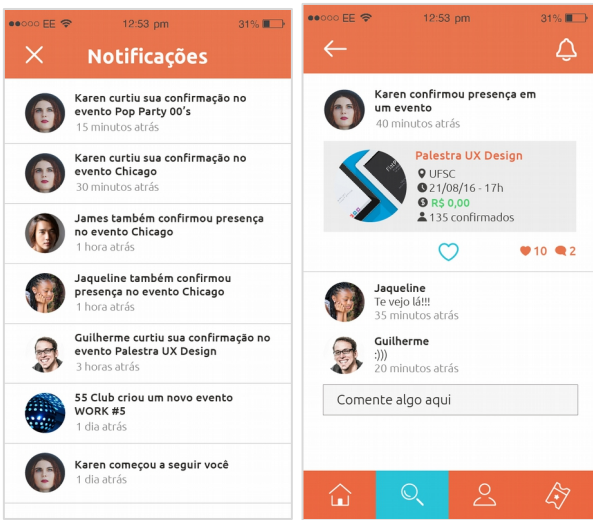 EE 12:53 pm 31%
Notificações
Karen curtiu sua confirmação no
evento Pop Party 00's
15 minutos atrás
Karen curtiu sua confirmação no
evento Chicago
30 minutos atrás
James também confirmou presença
no evento Chicago
1 hora atrás
Jaqueline também confirmou
presença no evento Chicago
1 hora atrás
Guilherme curtiu sua confirmação no
evento Palestra UX Design
3 horas atrás
55 Club criou um novo evento
WORK #5
1 dia atrás
Karen começou a seguir você
1 dia atrás
EE 12:53 pm 31%
Karen confirmou presença em
um evento
40 minutos atrás
Palestra UX Design
UFSC
21/08/16 - 17h
R$ 0,00
135 confirmados
10 2
Jaqueline
Te vejo lá!!!
35 minutos atrás
Guilherme
:)))
20 minutos atrás
Comente algo aqui